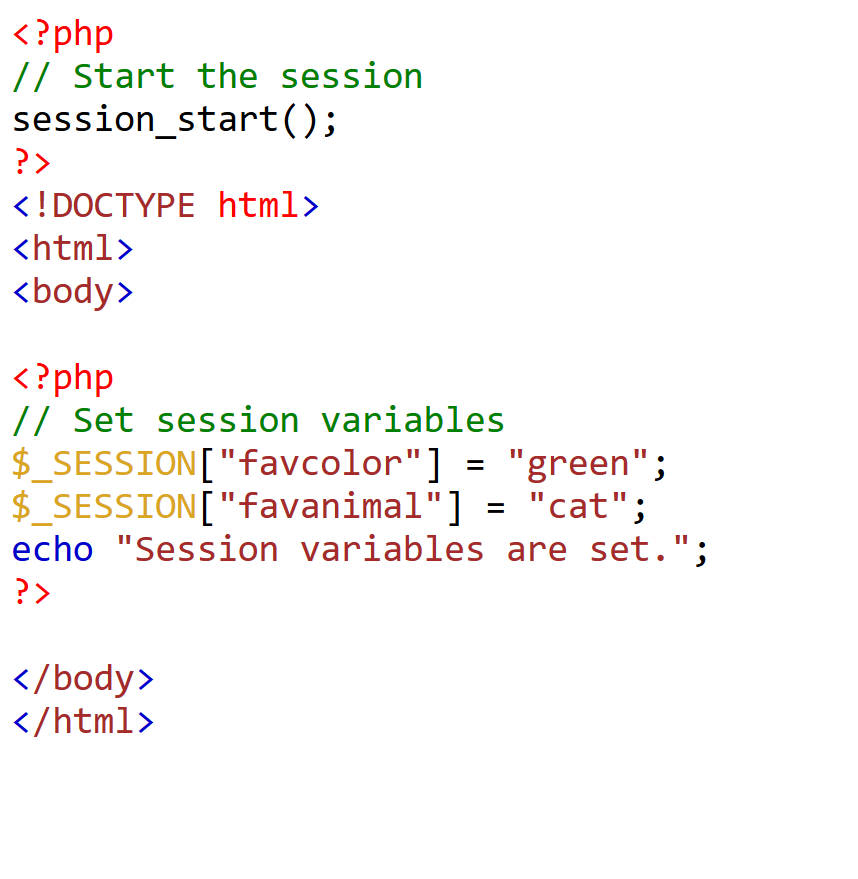 <?php
// Start the session
session_start();
?>
<!DOCTYPE html>
<html>
<body>

<?php
// Set session variables
$_SESSION["favcolor"] = "green";
$_SESSION["favanimal"] = "cat";
echo "Session variables are set.";
?>

</body>
</html>